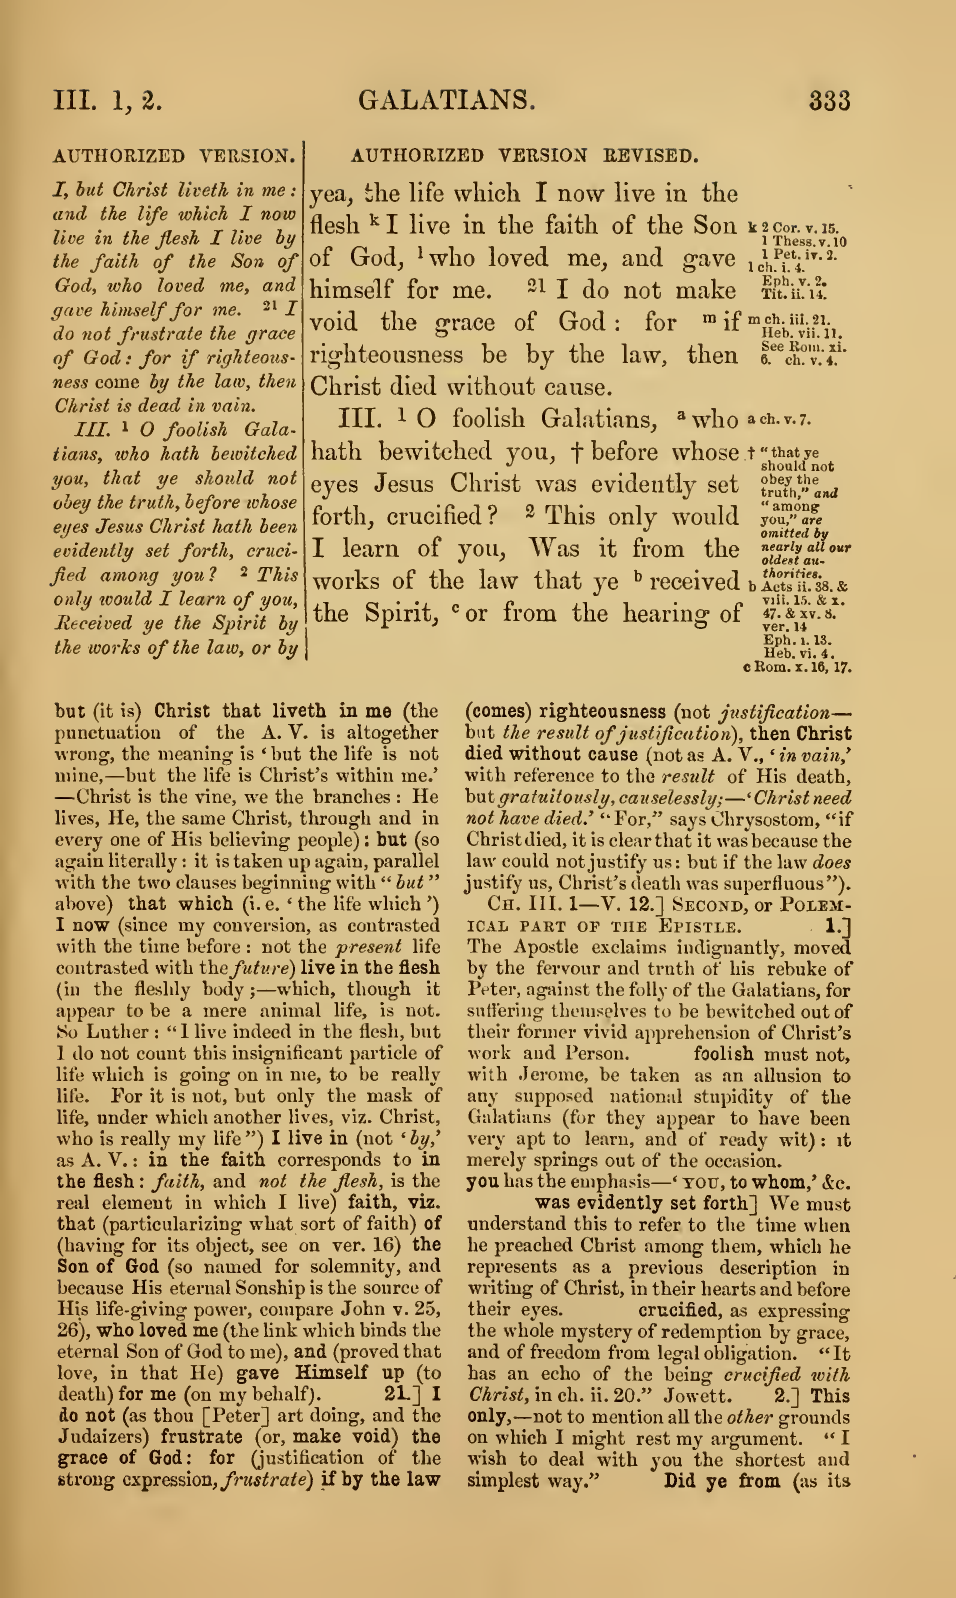 III. 1, 2.
GALATIANS.
333
AUTHORIZED VERSION.
I, but Christ liveth in me :
and the life which I now
live in the flesh I live by
the faith of the Son of
God, who loved me, and
gave himself for me. 21 I
do not frustrate the grace
of God : for if righteous-
ness come by the law, then
Christ is dead in vain.
III. 1 O foolish Gala-
tians, who hath bewitched
you, that ye should not
obey the truth, before whose
eyes Jesus Christ hath been
evidently set forth, cruci-
fied among you? 2 This
only would I learn of you,
Received ye the Spirit by
the works of the law, or by
AUTHORIZED VERSION REVISED.
yea, the life which I now live in the
flesh k I live in the faith of the Son
of God, l who loved me, and gave
himself for me. 21 I do not make
void the grace of God : for m if
righteousness be by the law, then
Christ died without cause.
III. 1 O foolish Galatians, a who
hath bewitched you, † before whose
eyes Jesus Christ was evidently set
forth, crucified? 2 This only would
I learn of you, Was it from the
works of the law that ye b received
the Spirit, c or from the hearing of
k 2 Cor. v. 15.
1 Thess. v. 10
1 Pet. iv. 2.
l ch. i. 4.
Eph. v. 2.
Tit. ii. 14.
m ch. iii. 21.
Heb. vii. 11.
See Rom. xi.
6. ch. v. 4.
a ch. v. 7.
† "that ye
should not
obey the
truth," and
"among
you," are
omitted by
nearly all our
oldest au-
thorities.
b Acts ii. 38. &
viii. 15. & x.
47. & xv. 8.
ver. 14
Eph. i. 13.
Heb. vi. 4.
c Rom. x. 16, 17.
but (it is) Christ that liveth in me (the
punctuation of the A. V. is altogether
wrong, the meaning is ‘but the life is not
mine,—but the life is Christ's within me.’
—Christ is the vine, we the branches : He
lives, He, the same Christ, through and in
every one of His believing people) : but (so
again literally : it is taken up again, parallel
with the two clauses beginning with “but”
above) that which (i. e. ‘the life which’)
I now (since my conversion, as contrasted
with the time before : not the present life
contrasted with the future) live in the flesh
(in the fleshly body ;—which, though it
appear to be a mere animal life, is not.
So Luther : “I live indeed in the flesh, but
I do not count this insignificant particle of
life which is going on in me, to be really
life. For it is not, but only the mask of
life, under which another lives, viz. Christ,
who is really my life”) I live in (not ‘by,’
as A. V. : in the faith corresponds to in
the flesh : faith, and not the flesh, is the
real element in which I live) faith, viz.
that (particularizing what sort of faith) of
(having for its object, see on ver. 16) the
Son of God (so named for solemnity, and
because His eternal Sonship is the source of
His life-giving power, compare John v. 25,
26), who loved me (the link which binds the
eternal Son of God to me), and (proved that
love, in that He) gave Himself up (to
death) for me (on my behalf). 21.] I
do not (as thou [Peter] art doing, and the
Judaizers) frustrate (or, make void) the
grace of God : for (justification of the
strong expression, frustrate) if by the law
(comes) righteousness (not justification—
but the result of justification), then Christ
died without cause (not as A. V., ‘in vain,’
with reference to the result of His death,
but gratuitously, causelessly;—‘Christ need
not have died.’ “For,” says Chrysostom, “if
Christ died, it is clear that it was because the
law could not justify us : but if the law does
justify us, Christ's death was superfluous”).
CH. III. 1—V. 12.] SECOND, or POLEM-
ICAL PART OF THE EPISTLE. 1.]
The Apostle exclaims indignantly, moved
by the fervour and truth of his rebuke of
Peter, against the folly of the Galatians, for
suffering themselves to be bewitched out of
their former vivid apprehension of Christ's
work and Person. foolish must not,
with Jerome, be taken as an allusion to
any supposed national stupidity of the
Galatians (for they appear to have been
very apt to learn, and of ready wit) : it
merely springs out of the occasion.
you has the emphasis—‘YOU, to whom,’ &c.
was evidently set forth] We must
understand this to refer to the time when
he preached Christ among them, which he
represents as a previous description in
writing of Christ, in their hearts and before
their eyes. crucified, as expressing
the whole mystery of redemption by grace,
and of freedom from legal obligation. “It
has an echo of the being crucified with
Christ, in ch. ii. 20.” Jowett. 2.] This
only,—not to mention all the other grounds
on which I might rest my argument. “I
wish to deal with you the shortest and
simplest way.” Did ye from (as its